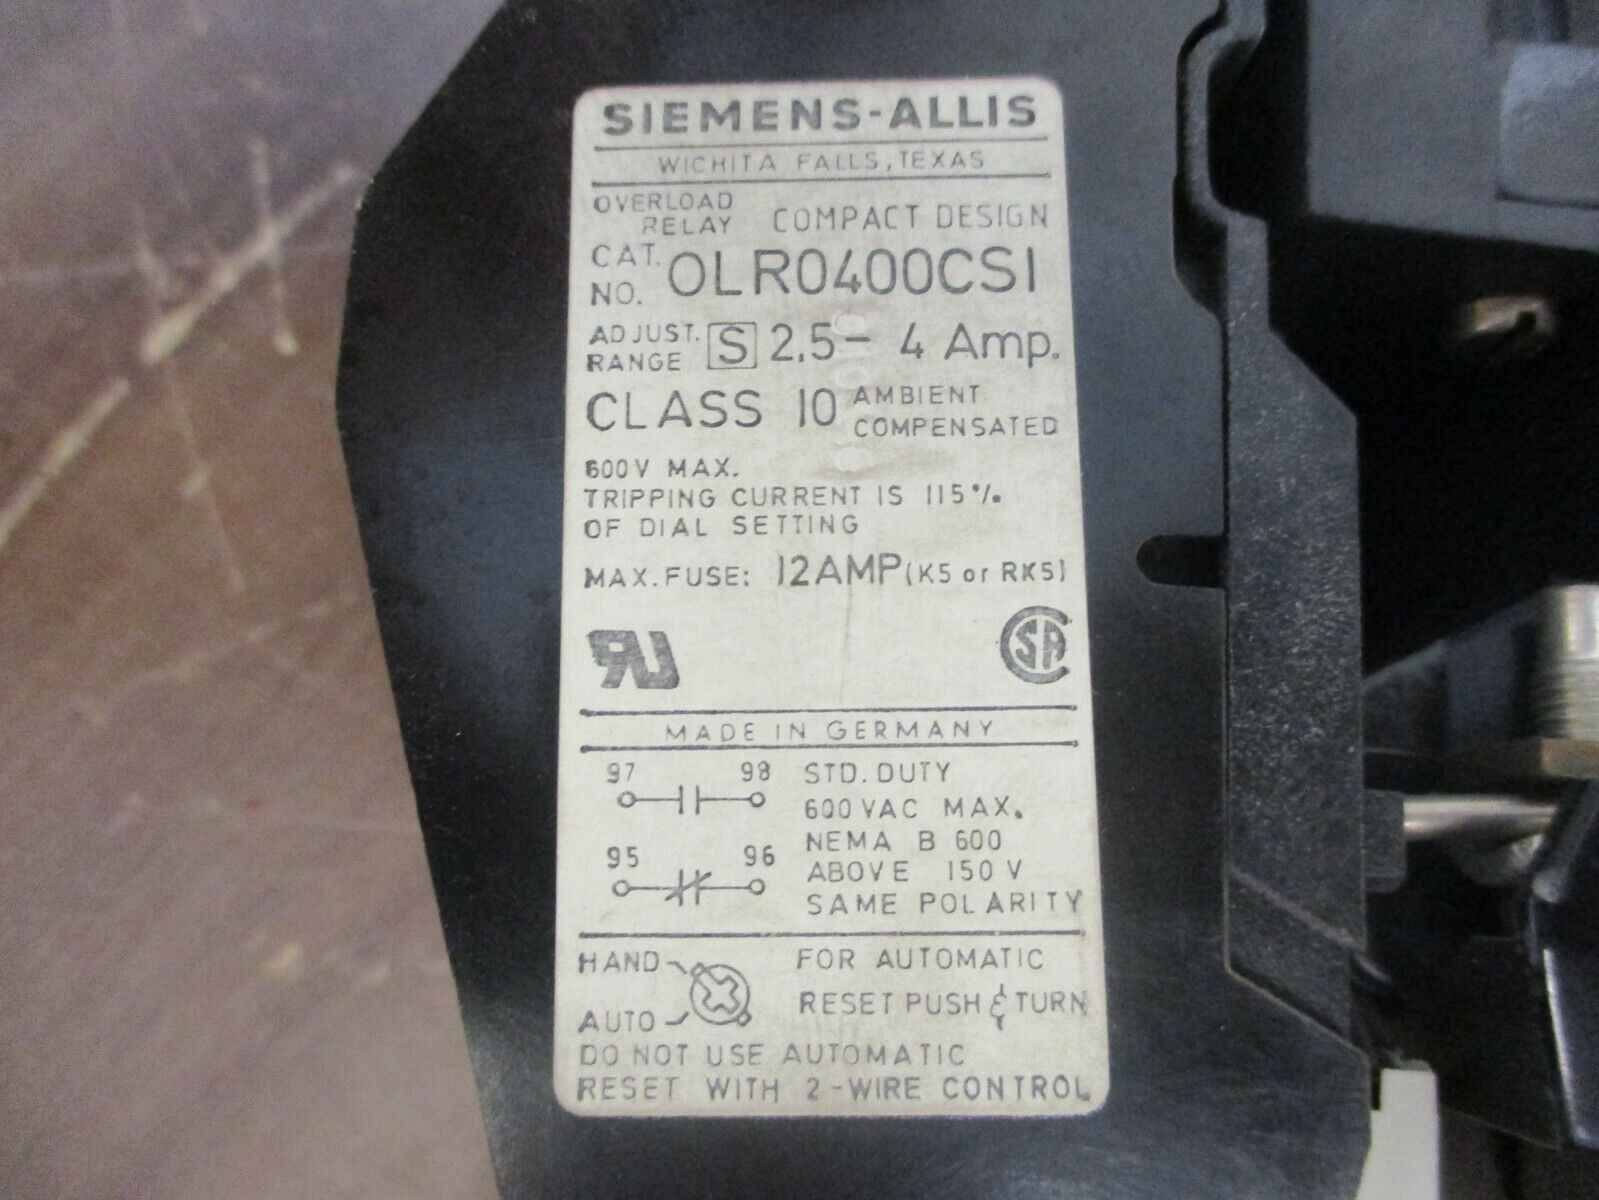 SIEMENS-ALLIS
WICHITA FALLS, TEXAS
OVERLOAD
RELAY COMPACT DESIGN
CAT.
NO. OLR0400CSI
ADJUST.
RANGE S 2,5- 4 Amp.
CLASS 10 AMBIENT
COMPENSATED
600V MAX.
TRIPPING CURRENT IS 115%
OF DIAL SETTING
MAX. FUSE: 12AMP (K5 or RK5)
RU SA
MADE IN GERMANY
97 98 STD. DUTY
600 VAC MAX.
NEMA B 600
95 96 ABOVE 150 V
SAME POLARITY
HAND FOR AUTOMATIC
AUTO RESET PUSH & TURN
DO NOT USE AUTOMATIC
RESET WITH 2-WIRE CONTROL